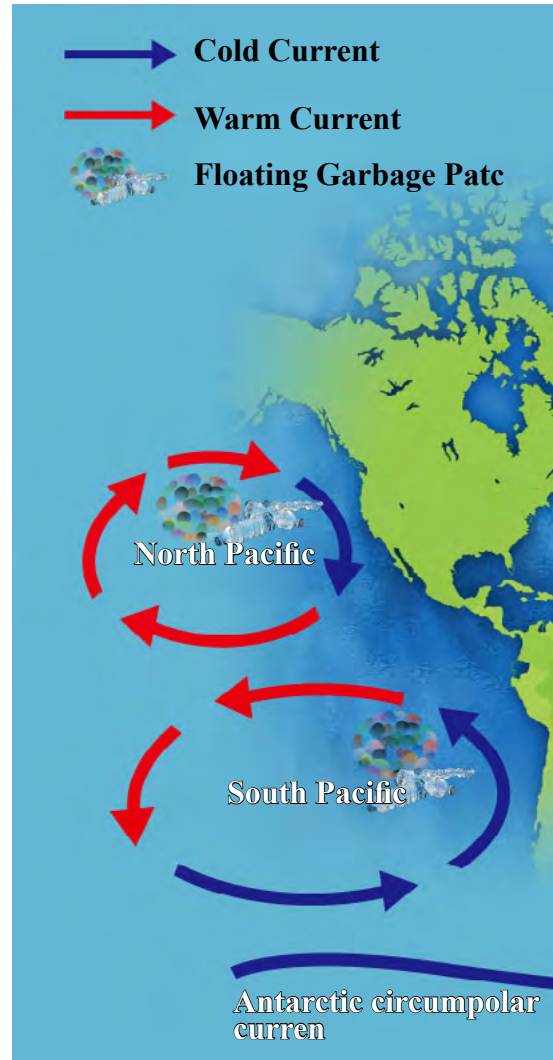 Cold Current
Warm Current
Floating Garbage Patc
North Pacific
South Pacific
Antarctic circumpolar
curren